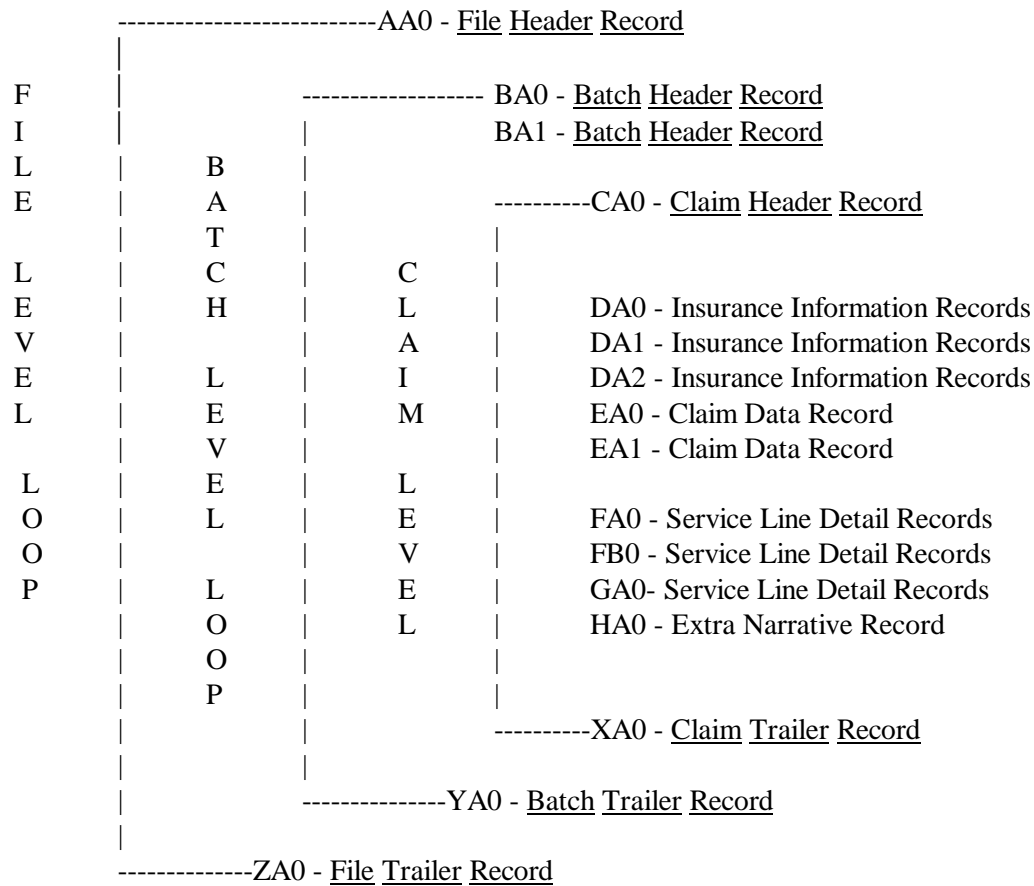 ---------------------------AA0 - File Header Record
|
|
F | ------------------- BA0 - Batch Header Record
I | | BA1 - Batch Header Record
L | B |
E | A | ----------CA0 - Claim Header Record
| T | |
L | C | C |
E | H | L | DA0 - Insurance Information Records
V | | A | DA1 - Insurance Information Records
E | L | I | DA2 - Insurance Information Records
L | E | M | EA0 - Claim Data Record
| V | | EA1 - Claim Data Record
L | E | L |
O | L | E | FA0 - Service Line Detail Records
O | | V | FB0 - Service Line Detail Records
P | L | E | GA0- Service Line Detail Records
| O | L | HA0 - Extra Narrative Record
| O | |
| P | |
| | ----------XA0 - Claim Trailer Record
| |
| ---------------YA0 - Batch Trailer Record
|
--------------ZA0 - File Trailer Record